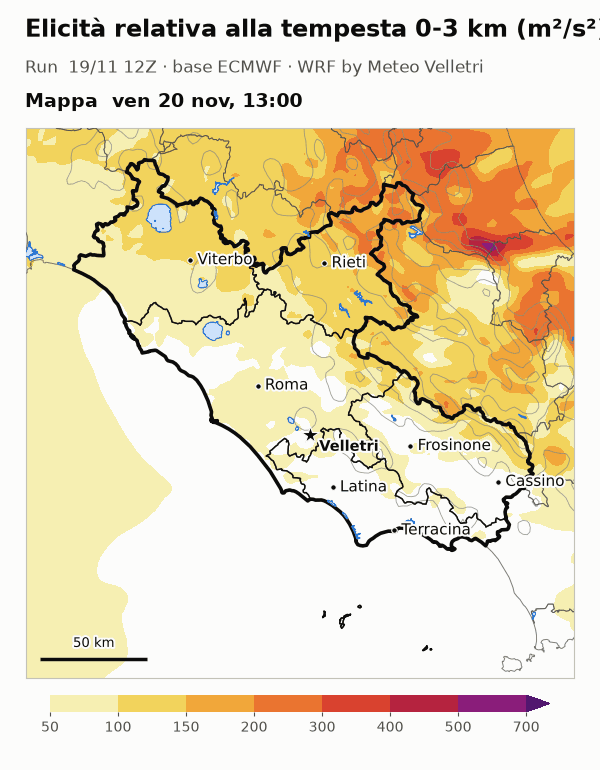 Elicità relativa alla tempesta 0-3 km (m²/s²)
Run  19/11 12Z · base ECMWF · WRF by Meteo Velletri
Mappa  ven 20 nov, 13:00
Viterbo
Rieti
Roma
Velletri
Frosinone
Latina
Cassino
Terracina
50 km
50 100 150 200 300 400 500 700